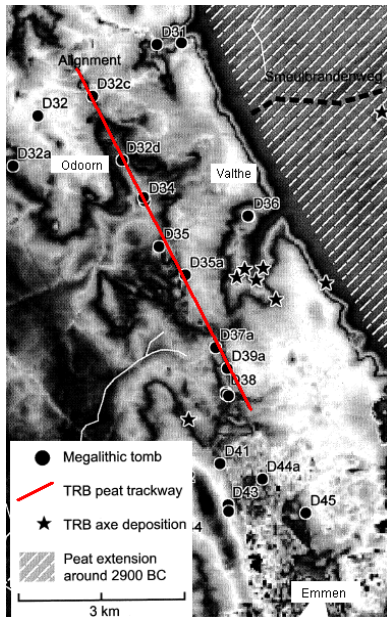 D31
Alignment
Smeulbrandenweg
D32c
D32
D32a
Odoorn
D32d
Valthe
D34
D36
D35
D35a
D37a
D39a
D38
D41
D44a
D43
D45
Megalithic tomb
TRB peat trackway
TRB axe deposition
Peat extension
around 2900 BC
3 km
Emmen